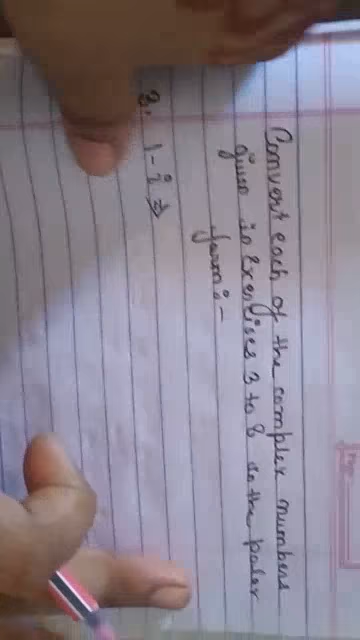 Convert each of the complex numbers
given in Exercises 3 to 8 in the polar
form:-
3. 1-i ⇒